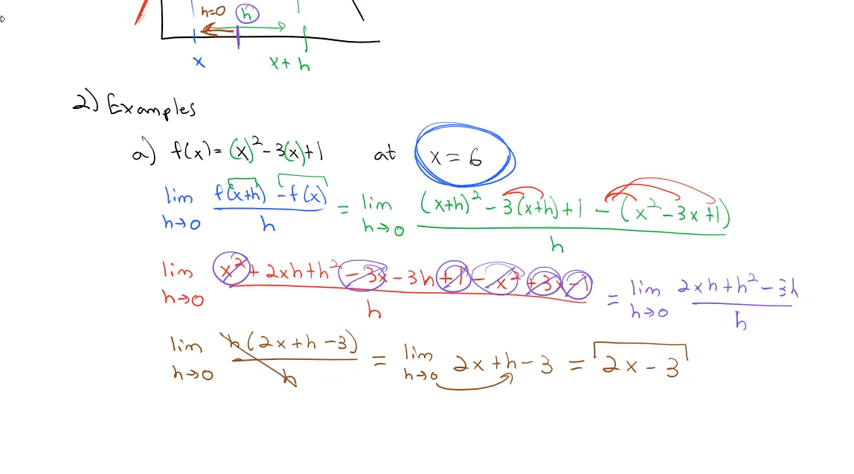 h=0 h
x x+h
2) Examples
a) f(x) = (x)² - 3(x) + 1 at x = 6
lim h→0 f(x+h) - f(x) / h = lim h→0 (x+h)² - 3(x+h) + 1 - (x² - 3x + 1) / h
lim h→0 x² + 2xh + h² - 3x - 3h + 1 - x² + 3x - 1 / h = lim h→0 2xh + h² - 3h / h
lim h→0 h(2x + h - 3) / h = lim h→0 2x + h - 3 = 2x - 3